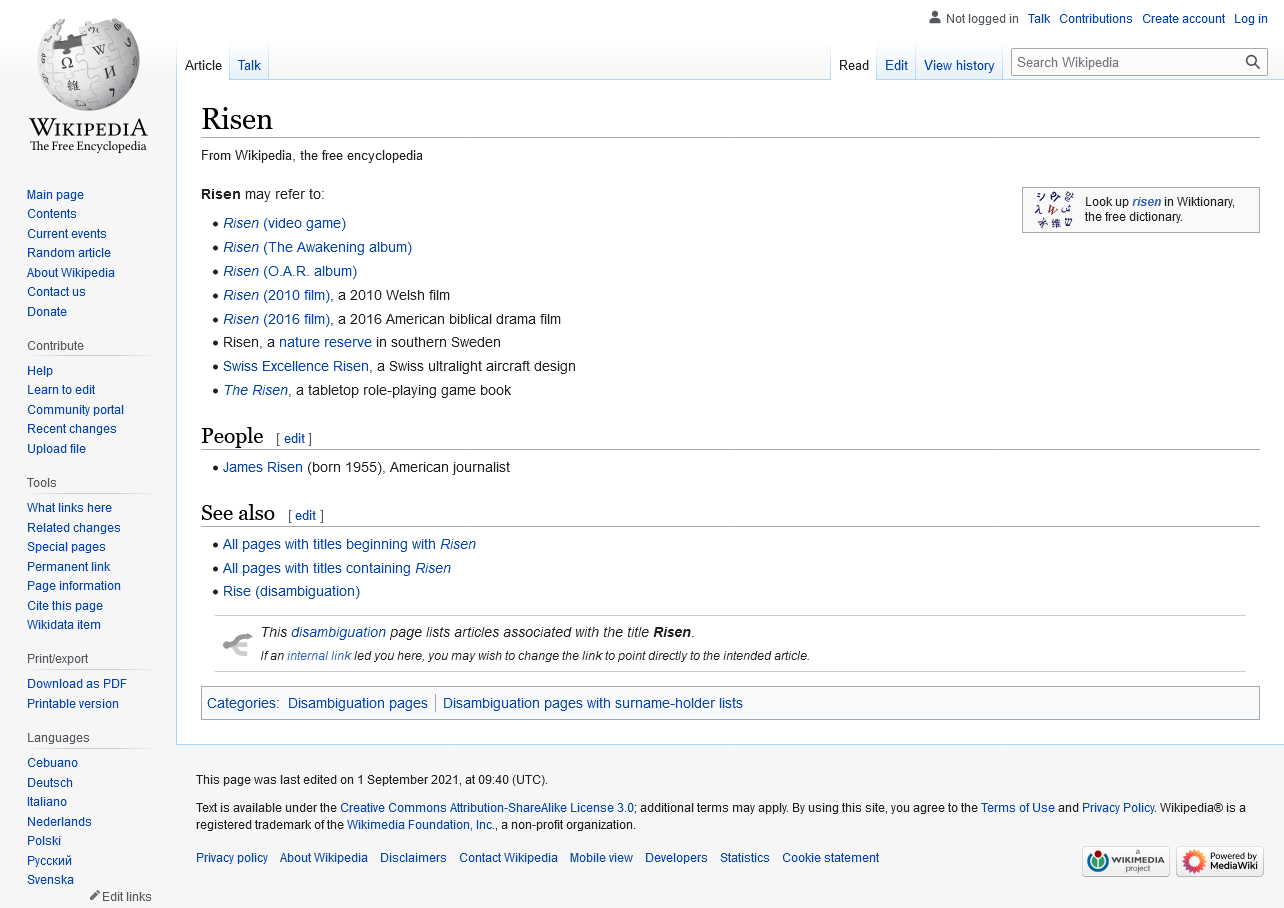 Not logged in Talk Contributions Create account Log in
Article Talk Read Edit View history Search Wikipedia
WIKIPEDIA
The Free Encyclopedia
Main page
Contents
Current events
Random article
About Wikipedia
Contact us
Donate
Contribute
Help
Learn to edit
Community portal
Recent changes
Upload file
Tools
What links here
Related changes
Special pages
Permanent link
Page information
Cite this page
Wikidata item
Print/export
Download as PDF
Printable version
Languages
Cebuano
Deutsch
Italiano
Nederlands
Polski
Русский
Svenska
Edit links
Risen
From Wikipedia, the free encyclopedia
Risen may refer to:
Look up risen in Wiktionary,
the free dictionary.
• Risen (video game)
• Risen (The Awakening album)
• Risen (O.A.R. album)
• Risen (2010 film), a 2010 Welsh film
• Risen (2016 film), a 2016 American biblical drama film
• Risen, a nature reserve in southern Sweden
• Swiss Excellence Risen, a Swiss ultralight aircraft design
• The Risen, a tabletop role-playing game book
People [ edit ]
• James Risen (born 1955), American journalist
See also [ edit ]
• All pages with titles beginning with Risen
• All pages with titles containing Risen
• Rise (disambiguation)
This disambiguation page lists articles associated with the title Risen.
If an internal link led you here, you may wish to change the link to point directly to the intended article.
Categories: Disambiguation pages | Disambiguation pages with surname-holder lists
This page was last edited on 1 September 2021, at 09:40 (UTC).
Text is available under the Creative Commons Attribution-ShareAlike License 3.0; additional terms may apply. By using this site, you agree to the Terms of Use and Privacy Policy. Wikipedia® is a
registered trademark of the Wikimedia Foundation, Inc., a non-profit organization.
Privacy policy About Wikipedia Disclaimers Contact Wikipedia Mobile view Developers Statistics Cookie statement
a
WIKIMEDIA
project
Powered by
MediaWiki